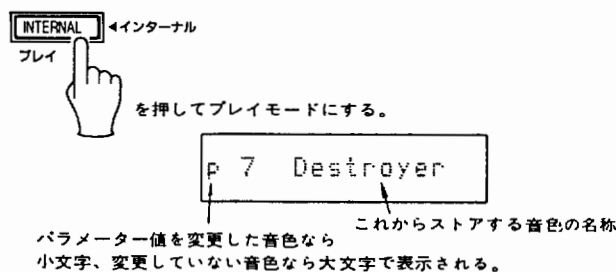 INTERNAL ◀インターナル
プレイ
を押してプレイモードにする。
p 7 Destroyer
これからストアする音色の名称
パラメーター値を変更した音色なら
小文字、変更していない音色なら大文字で表示される。